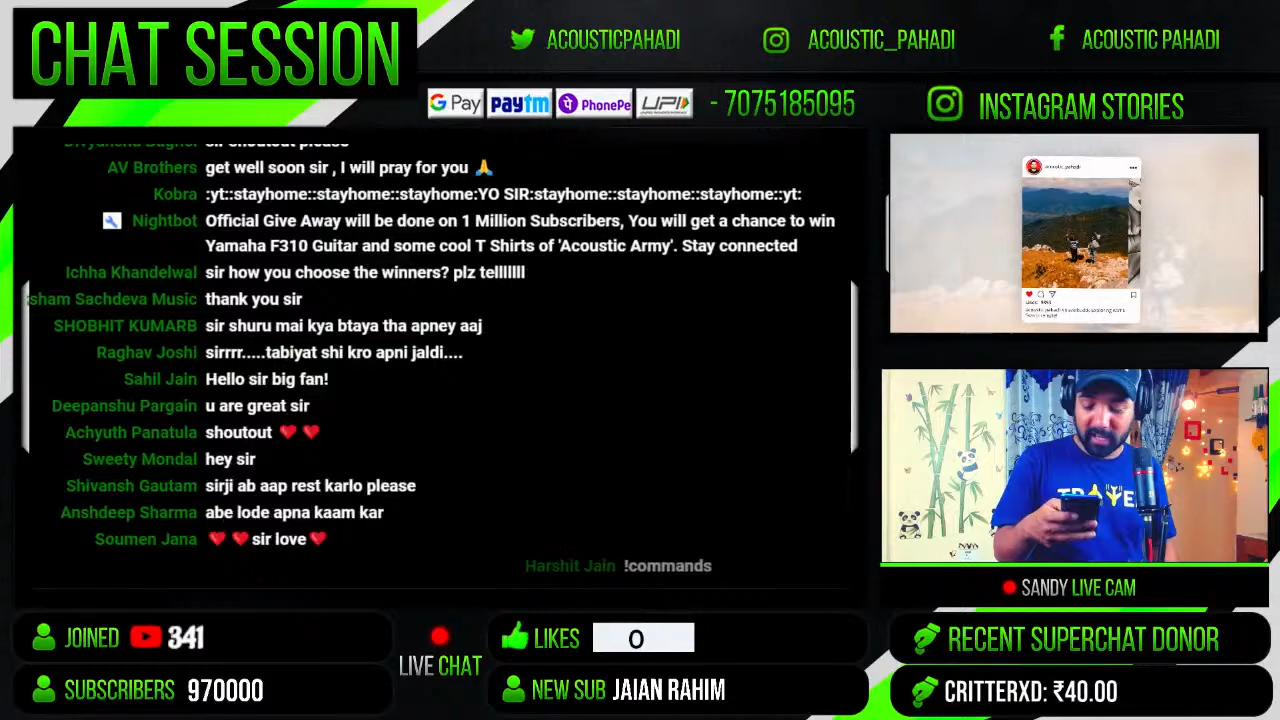 CHAT SESSION
ACOUSTICPAHADI
ACOUSTIC_PAHADI
ACOUSTIC PAHADI
G Pay paytm PhonePe UPI - 7075185095
INSTAGRAM STORIES
sir shoutout please
AV Brothers get well soon sir , I will pray for you 🙏
Kobra :yt::stayhome::stayhome::stayhome:YO SIR:stayhome::stayhome::stayhome::yt:
Nightbot Official Give Away will be done on 1 Million Subscribers, You will get a chance to win
Yamaha F310 Guitar and some cool T Shirts of 'Acoustic Army'. Stay connected
Ichha Khandelwal sir how you choose the winners? plz telllllll
sham Sachdeva Music thank you sir
SHOBHIT KUMARB sir shuru mai kya btaya tha apney aaj
Raghav Joshi sirrrr.....tabiyat shi kro apni jaldi....
Sahil Jain Hello sir big fan!
Deepanshu Pargain u are great sir
Achyuth Panatula shoutout ❤️ ❤️
Sweety Mondal hey sir
Shivansh Gautam sirji ab aap rest karlo please
Anshdeep Sharma abe lode apna kaam kar
Soumen Jana ❤️ ❤️ sir love ❤️
Harshit Jain !commands
acoustic_pahadi
SANDY LIVE CAM
JOINED 341
LIVE CHAT
LIKES 0
RECENT SUPERCHAT DONOR
SUBSCRIBERS 970000
NEW SUB JAIAN RAHIM
CRITTERXD: ₹40.00